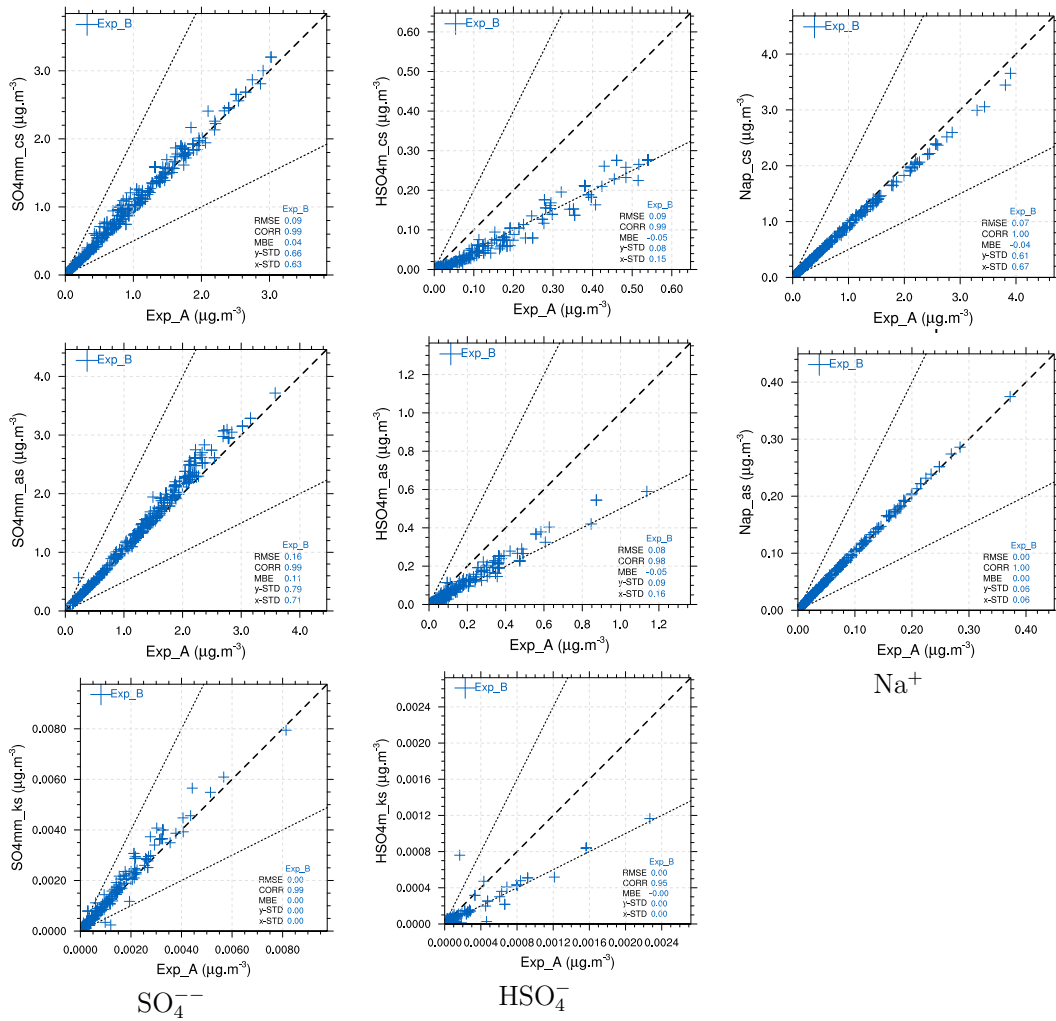 Exp_B
SO4mm_cs (μg.m-3)
3.0
2.0
1.0
0.0
Exp_B
RMSE 0.09
CORR 0.99
MBE 0.04
y-STD 0.66
x-STD 0.63
0.0 1.0 2.0 3.0
Exp_A (μg.m-3)
Exp_B
HSO4m_cs (μg.m-3)
0.60
0.50
0.40
0.30
0.20
0.10
0.00
Exp_B
RMSE 0.09
CORR 0.99
MBE -0.05
y-STD 0.08
x-STD 0.15
0.00 0.10 0.20 0.30 0.40 0.50 0.60
Exp_A (μg.m-3)
Exp_B
Nap_cs (μg.m-3)
4.0
3.0
2.0
1.0
0.0
Exp_B
RMSE 0.07
CORR 1.00
MBE -0.04
y-STD 0.61
x-STD 0.67
0.0 1.0 2.0 3.0 4.0
Exp_A (μg.m-3)
Exp_B
SO4mm_as (μg.m-3)
4.0
3.0
2.0
1.0
0.0
Exp_B
RMSE 0.16
CORR 0.99
MBE 0.11
y-STD 0.79
x-STD 0.71
0.0 1.0 2.0 3.0 4.0
Exp_A (μg.m-3)
Exp_B
HSO4m_as (μg.m-3)
1.2
1.0
0.8
0.6
0.4
0.2
0.0
Exp_B
RMSE 0.08
CORR 0.98
MBE -0.05
y-STD 0.09
x-STD 0.16
0.0 0.2 0.4 0.6 0.8 1.0 1.2
Exp_A (μg.m-3)
Exp_B
Nap_as (μg.m-3)
0.40
0.30
0.20
0.10
0.00
Exp_B
RMSE 0.00
CORR 1.00
MBE 0.00
y-STD 0.06
x-STD 0.06
0.00 0.10 0.20 0.30 0.40
Exp_A (μg.m-3)
Na+
Exp_B
SO4mm_ks (μg.m-3)
0.0080
0.0060
0.0040
0.0020
0.0000
Exp_B
RMSE 0.00
CORR 0.99
MBE 0.00
y-STD 0.00
x-STD 0.00
0.0000 0.0020 0.0040 0.0060 0.0080
Exp_A (μg.m-3)
SO4−−
Exp_B
HSO4m_ks (μg.m-3)
0.0024
0.0020
0.0016
0.0012
0.0008
0.0004
0.0000
Exp_B
RMSE 0.00
CORR 0.95
MBE -0.00
y-STD 0.00
x-STD 0.00
0.0000 0.0004 0.0008 0.0012 0.0016 0.0020 0.0024
Exp_A (μg.m-3)
HSO4−